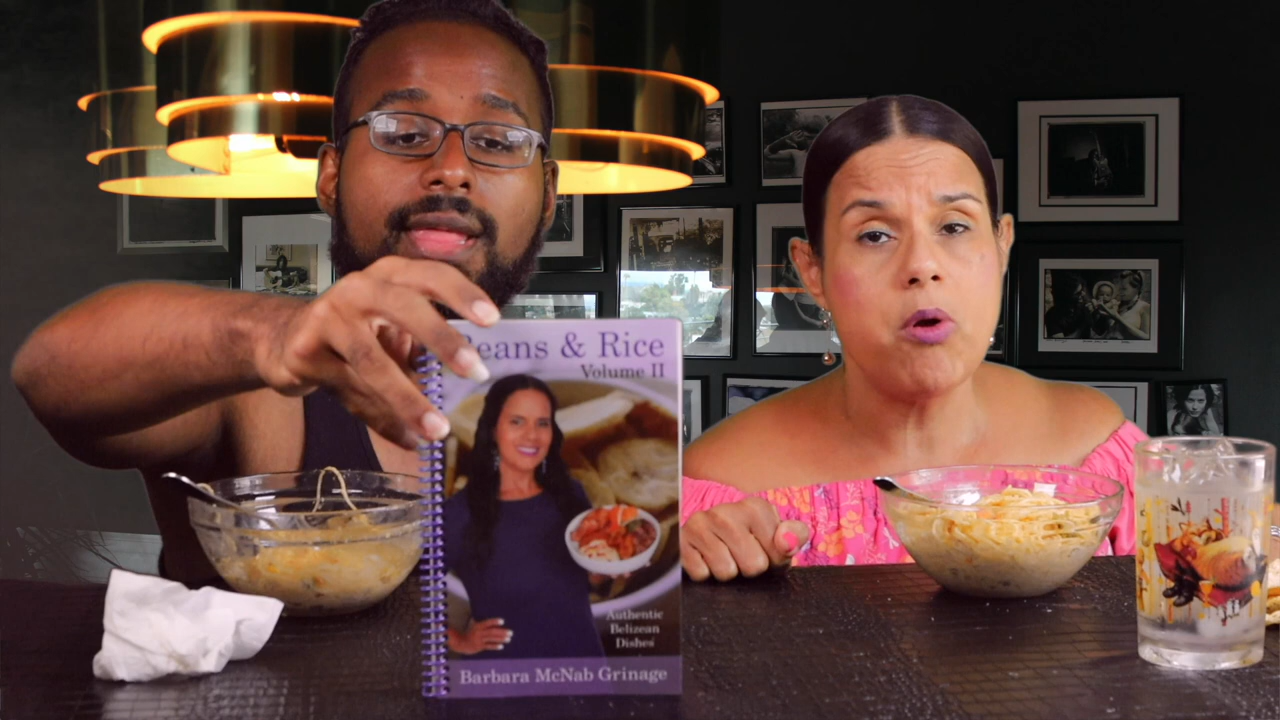 Beans & Rice
Volume II
Authentic
Belizean
Dishes
Barbara McNab Grinage